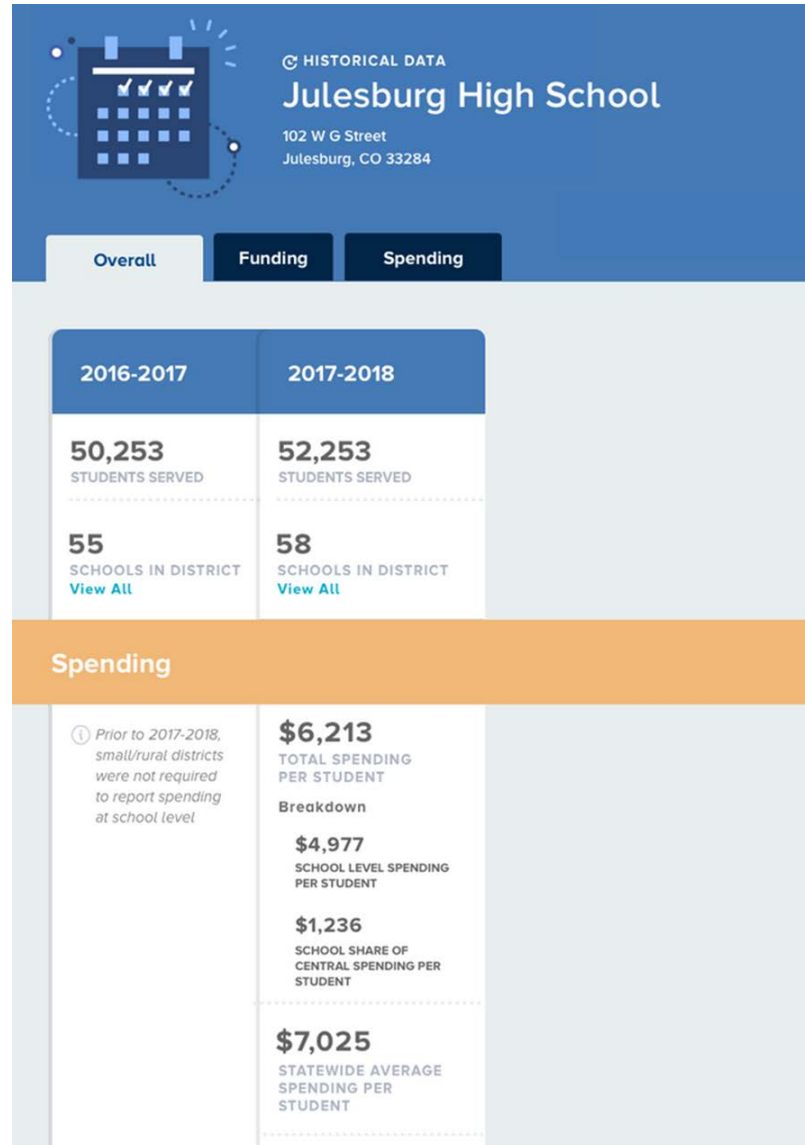 HISTORICAL DATA
Julesburg High School
102 W G Street
Julesburg, CO 33284
Overall
Funding
Spending
2016-2017
50,253
STUDENTS SERVED
55
SCHOOLS IN DISTRICT
View All
2017-2018
52,253
STUDENTS SERVED
58
SCHOOLS IN DISTRICT
View All
Spending
Prior to 2017-2018,
small/rural districts
were not required
to report spending
at school level
$6,213
TOTAL SPENDING
PER STUDENT
Breakdown
$4,977
SCHOOL LEVEL SPENDING
PER STUDENT
$1,236
SCHOOL SHARE OF
CENTRAL SPENDING PER
STUDENT
$7,025
STATEWIDE AVERAGE
SPENDING PER
STUDENT